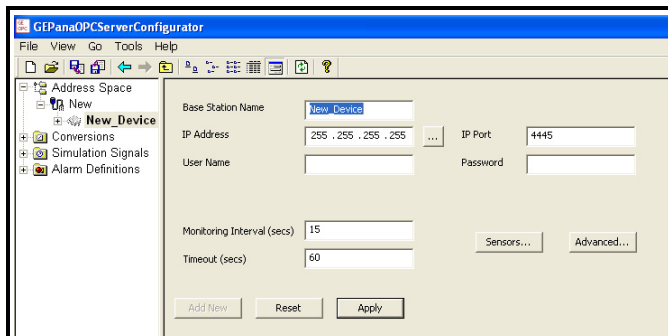 GE
OPC
GEPanaOPCServerConfigurator
File View Go Tools Help
Address Space
New
New_Device
Conversions
Simulation Signals
Alarm Definitions
Base Station Name New_Device
IP Address 255 . 255 . 255 . 255 ... IP Port 4445
User Name Password
Monitoring Interval (secs) 15
Sensors... Advanced...
Timeout (secs) 60
Add New Reset Apply